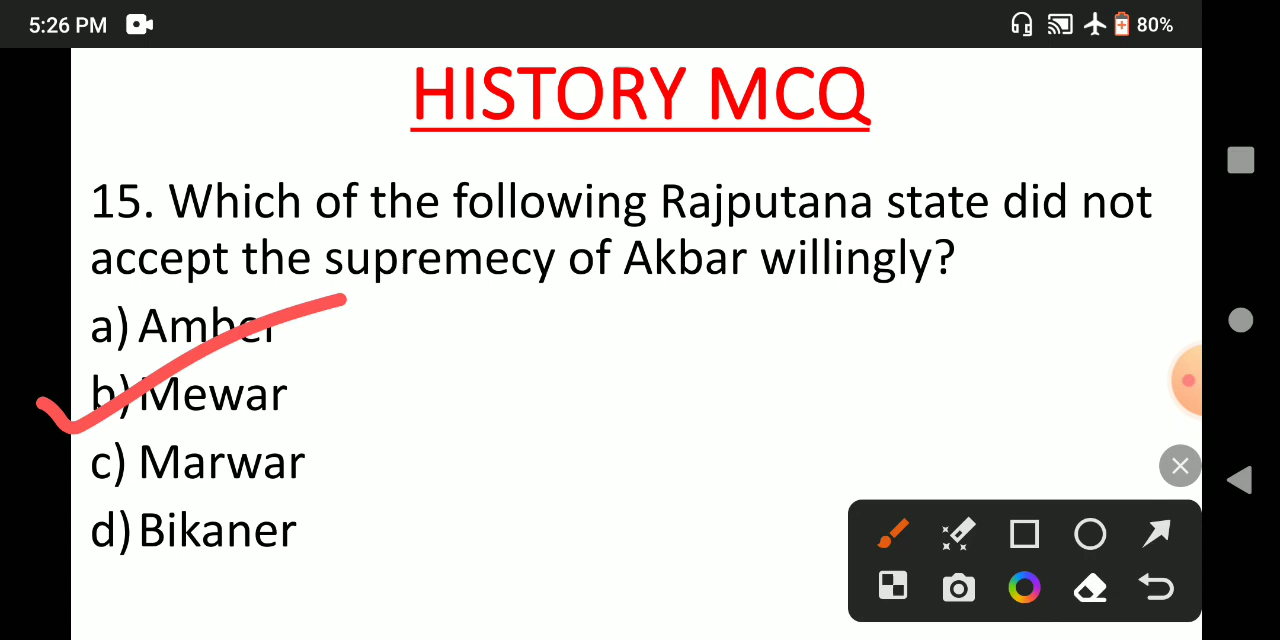 5:26 PM 80%
HISTORY MCQ
15. Which of the following Rajputana state did not
accept the supremecy of Akbar willingly?
a) Amber
b) Mewar
c) Marwar
d) Bikaner